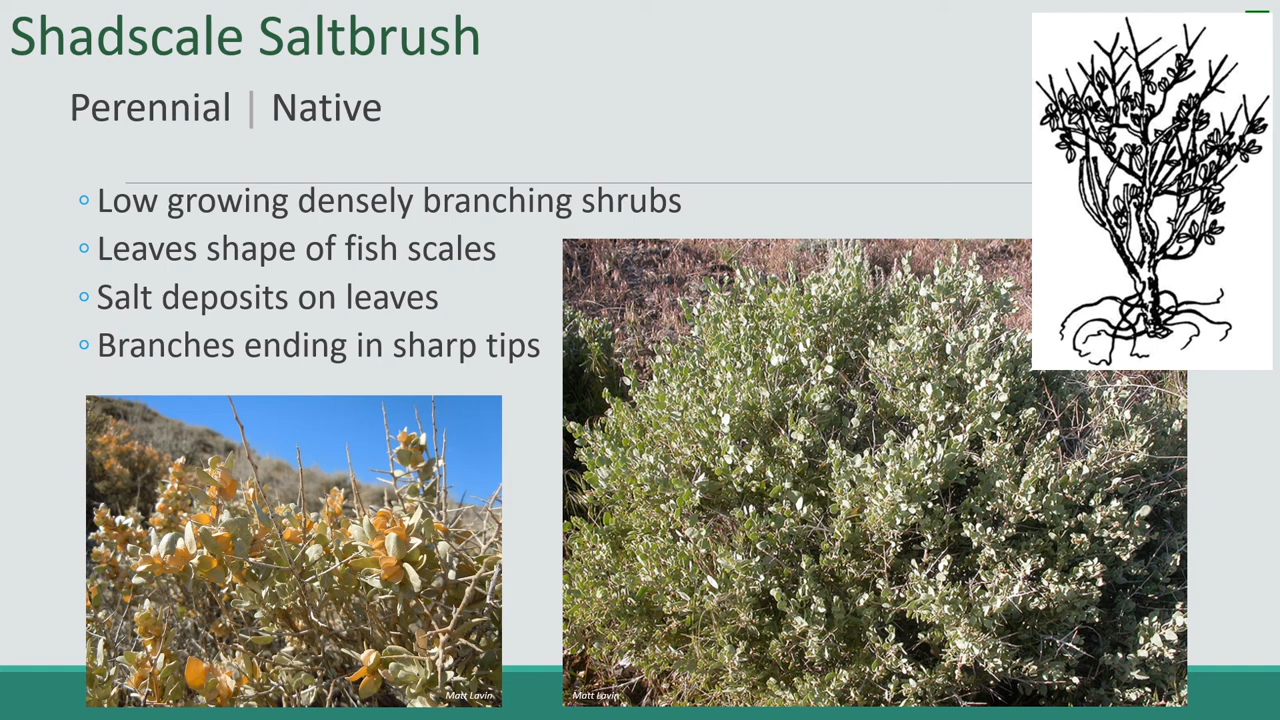 Shadscale Saltbrush
Perennial | Native
◦ Low growing densely branching shrubs
◦ Leaves shape of fish scales
◦ Salt deposits on leaves
◦ Branches ending in sharp tips
Matt Lavin
Matt Lavin